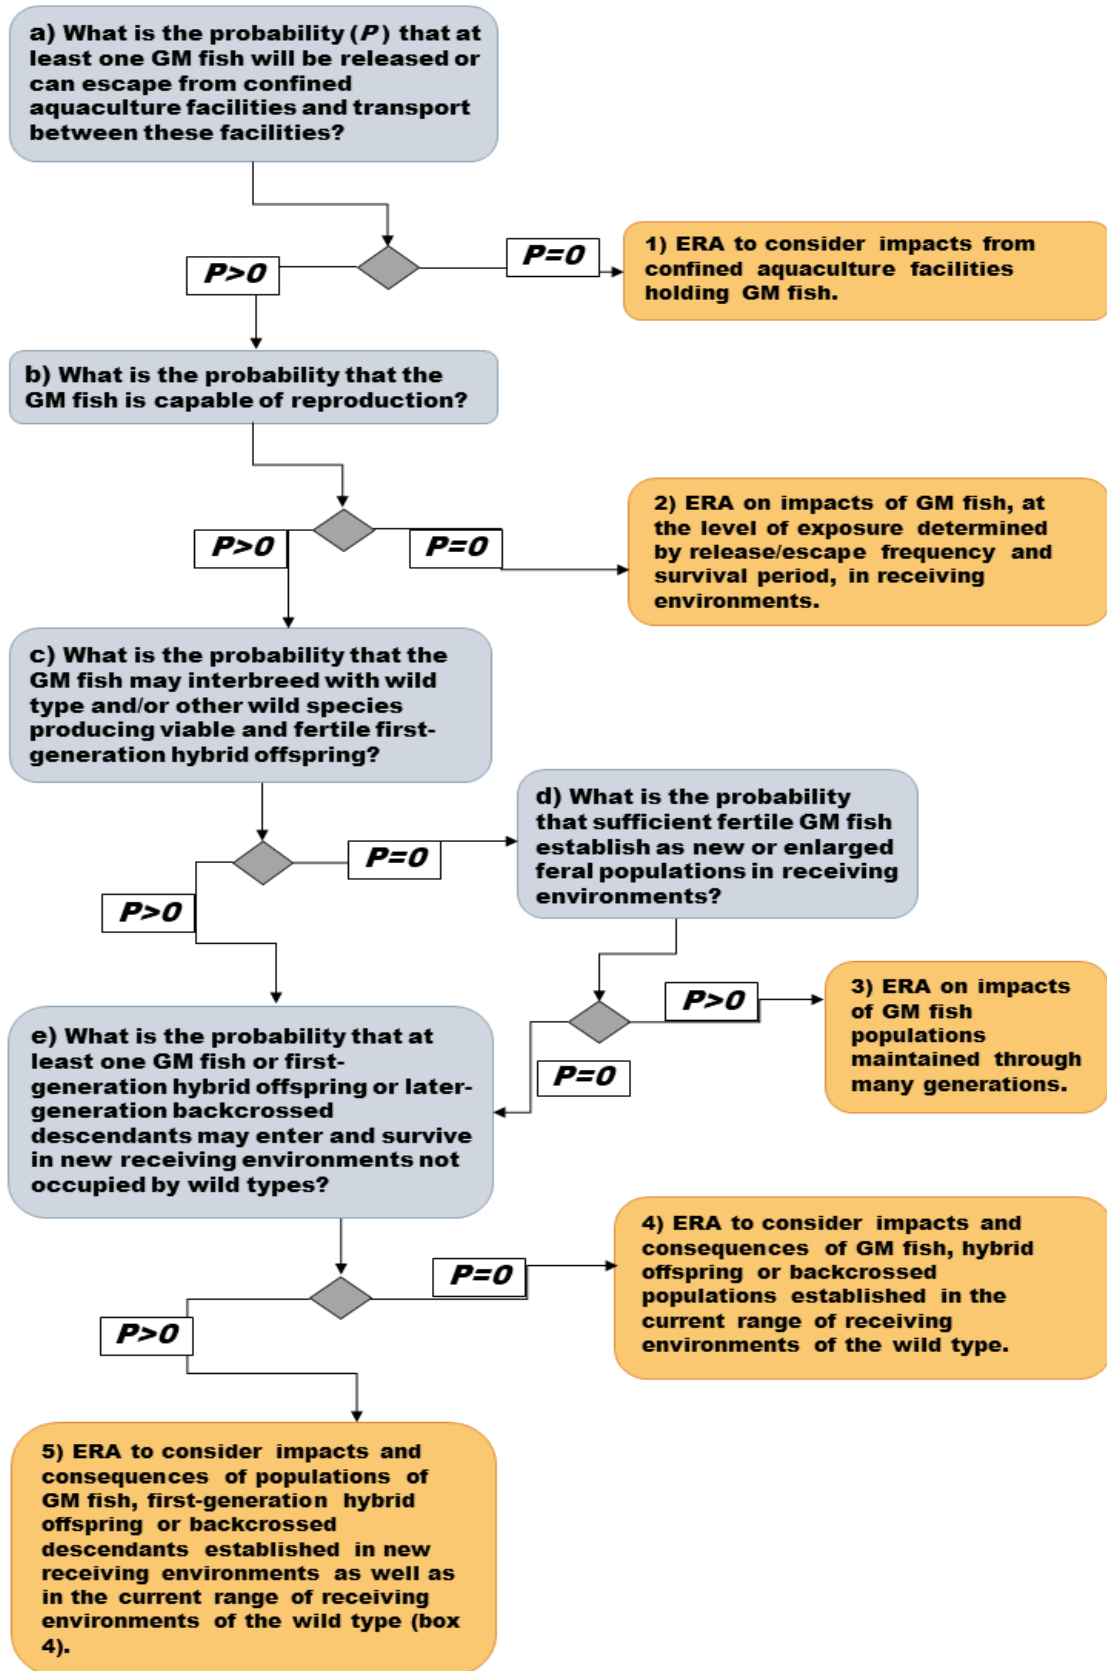 a) What is the probability (P) that at
least one GM fish will be released or
can escape from confined
aquaculture facilities and transport
between these facilities?
P=0
P>0
1) ERA to consider impacts from
confined aquaculture facilities
holding GM fish.
b) What is the probability that the
GM fish is capable of reproduction?
P>0
P=0
2) ERA on impacts of GM fish, at
the level of exposure determined
by release/escape frequency and
survival period, in receiving
environments.
c) What is the probability that the
GM fish may interbreed with wild
type and/or other wild species
producing viable and fertile first-
generation hybrid offspring?
P=0
P>0
d) What is the probability
that sufficient fertile GM fish
establish as new or enlarged
feral populations in receiving
environments?
P>0
P=0
3) ERA on impacts
of GM fish
populations
maintained through
many generations.
e) What is the probability that at
least one GM fish or first-
generation hybrid offspring or later-
generation backcrossed
descendants may enter and survive
in new receiving environments not
occupied by wild types?
P=0
P>0
4) ERA to consider impacts and
consequences of GM fish, hybrid
offspring or backcrossed
populations established in the
current range of receiving
environments of the wild type.
5) ERA to consider impacts and
consequences of populations of
GM fish, first-generation hybrid
offspring or backcrossed
descendants established in new
receiving environments as well as
in the current range of receiving
environments of the wild type (box
4).